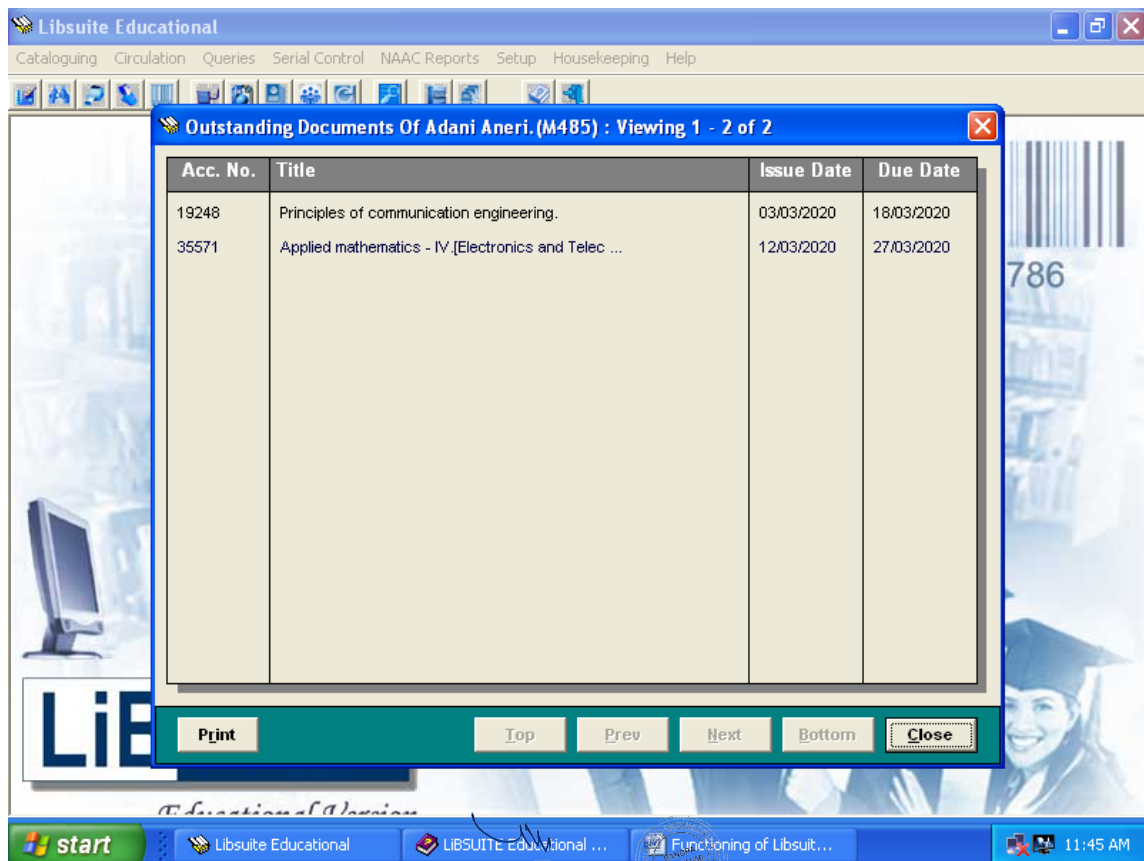 Libsuite Educational
Cataloguing Circulation Queries Serial Control NAAC Reports Setup Housekeeping Help
Outstanding Documents Of Adani Aneri.(M485) : Viewing 1 - 2 of 2
Acc. No. Title Issue Date Due Date
19248 Principles of communication engineering. 03/03/2020 18/03/2020
35571 Applied mathematics - IV.[Electronics and Telec ... 12/03/2020 27/03/2020
786
LiB
Print Top Prev Next Bottom Close
Educational Version
start Libsuite Educational LiBSUITE Educational ... Functioning of Libsuit... 11:45 AM